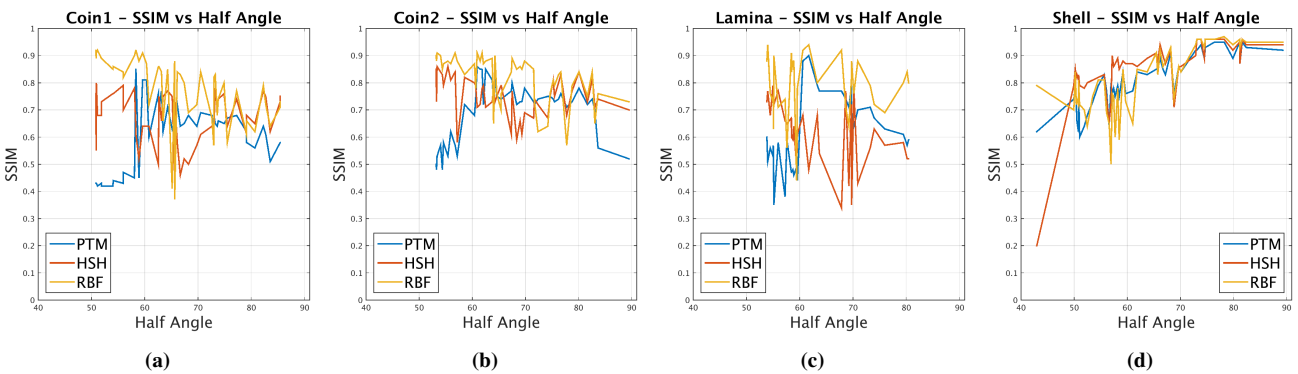 Coin1 – SSIM vs Half Angle
1
0.9
0.8
0.7
0.6
0.5
0.4
0.3
0.2
0.1
0
SSIM
PTM
HSH
RBF
40 50 60 70 80 90
Half Angle
(a)
Coin2 – SSIM vs Half Angle
1
0.9
0.8
0.7
0.6
0.5
0.4
0.3
0.2
0.1
0
SSIM
PTM
HSH
RBF
40 50 60 70 80 90
Half Angle
(b)
Lamina – SSIM vs Half Angle
1
0.9
0.8
0.7
0.6
0.5
0.4
0.3
0.2
0.1
0
SSIM
PTM
HSH
RBF
40 50 60 70 80 90
Half Angle
(c)
Shell – SSIM vs Half Angle
1
0.9
0.8
0.7
0.6
0.5
0.4
0.3
0.2
0.1
0
SSIM
PTM
HSH
RBF
40 50 60 70 80 90
Half Angle
(d)